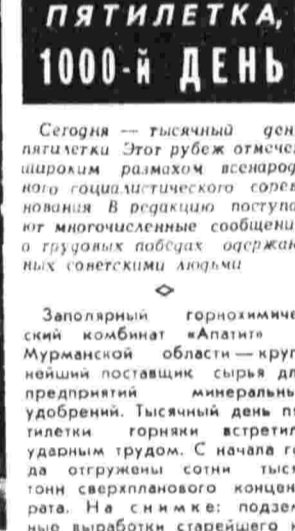 ПЯТИЛЕТКА,
1000-й ДЕНЬ
Сегодня — тысячный ден
пятилетки Этот рубеж отмече
широким размахом всенарод
ного социалистического сорев
нования В редакцию поступа
ют многочисленные сообщени
о трудовых победах одержан
ных советскими людьми
Заполярный горнохимиче
ский комбинат «Апатит»
Мурманской области — круп
нейший поставщик сырья дл
предприятий минеральны
удобрений. Тысячный день пя
тилетки горняки встретил
ударным трудом. С начала го
да отгружены сотни тыся
тонн сверхпланового концен
рата. На снимке: подзем
ные выработки старейшего